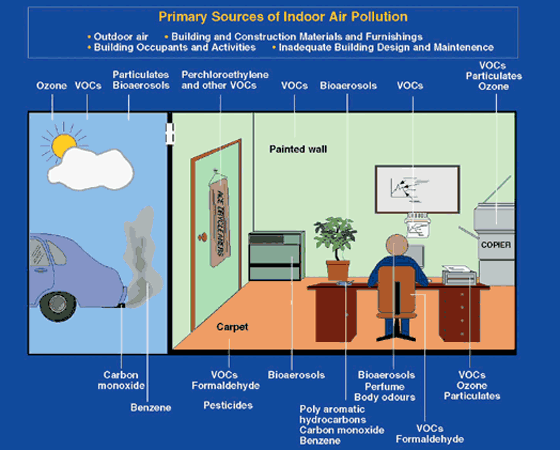 Primary Sources of Indoor Air Pollution
• Outdoor air • Building and Construction Materials and Furnishings
• Building Occupants and Activities • Inadequate Building Design and Maintenence
Ozone
VOCs
Particulates
Bioaerosols
Perchloroethylene
and other VOCs
VOCs
Bioaerosols
VOCs
VOCs
Particulates
Ozone
Painted wall
COPIER
Carpet
Carbon
monoxide
Benzene
VOCs
Formaldehyde
Pesticides
Bioaerosols
Poly aromatic
hydrocarbons
Carbon monoxide
Benzene
Bioaerosols
Perfume
Body odours
VOCs
Formaldehyde
VOCs
Ozone
Particulates